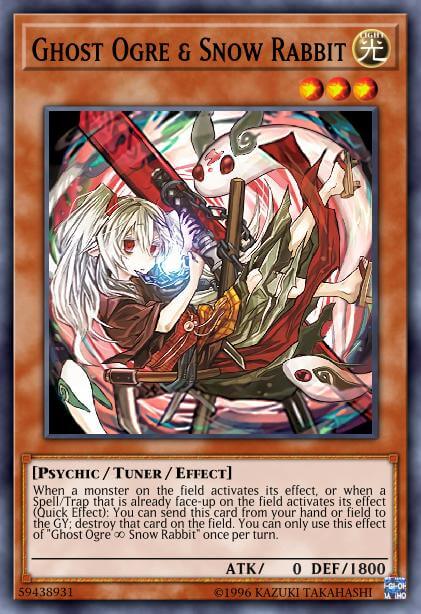 GHOST OGRE & SNOW RABBIT
LIGHT
光
[PSYCHIC / TUNER / EFFECT]
When a monster on the field activates its effect, or when a
Spell/Trap that is already face-up on the field activates its effect
(Quick Effect): You can send this card from your hand or field to
the GY; destroy that card on the field. You can only use this effect
of "Ghost Ogre ∞ Snow Rabbit" once per turn.
ATK/ 0 DEF/1800
59438931
©1996 KAZUKI TAKAHASHI